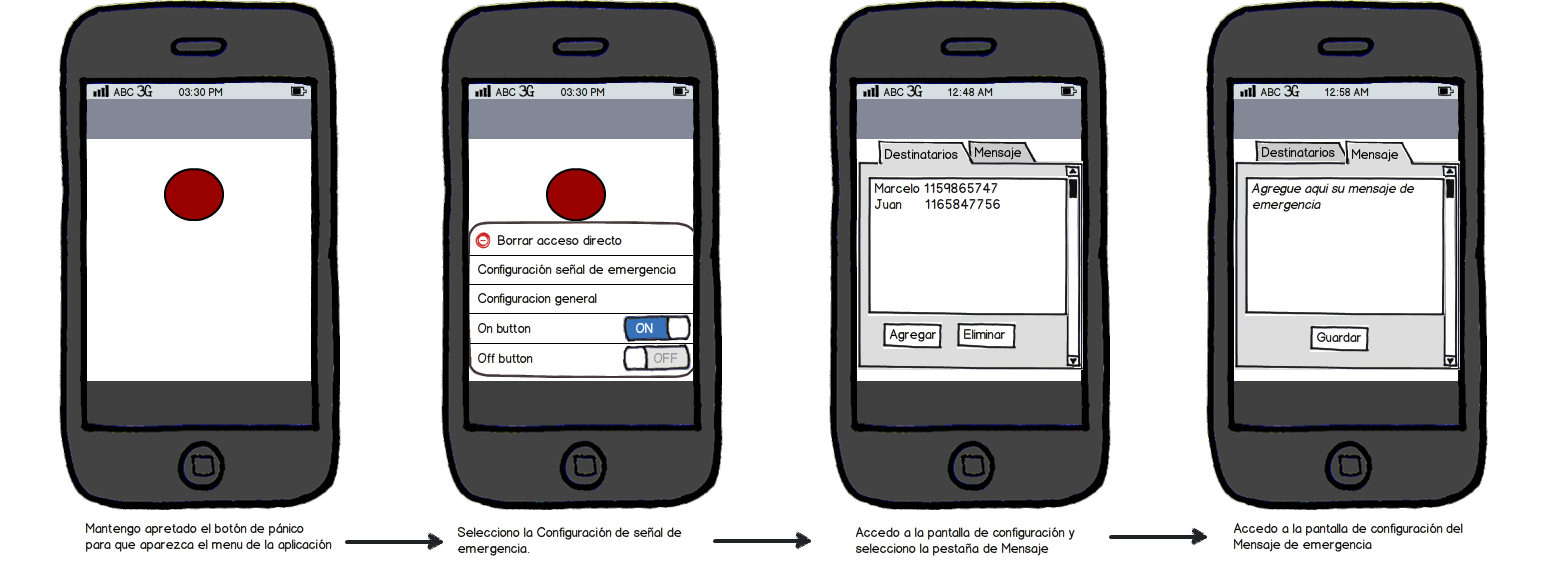 ABC 3G 03:30 PM
Mantengo apretado el botón de pánico
para que aparezca el menu de la aplicación
ABC 3G 03:30 PM
Borrar acceso directo
Configuración señal de emergencia
Configuracion general
On button ON
Off button OFF
Selecciono la Configuración de señal de
emergencia.
ABC 3G 12:48 AM
Destinatarios Mensaje
Marcelo 1159865747
Juan 1165847756
Agregar Eliminar
Accedo a la pantalla de configuración y
selecciono la pestaña de Mensaje
ABC 3G 12:58 AM
Destinatarios Mensaje
Agregue aqui su mensaje de
emergencia
Guardar
Accedo a la pantalla de configuración del
Mensaje de emergencia